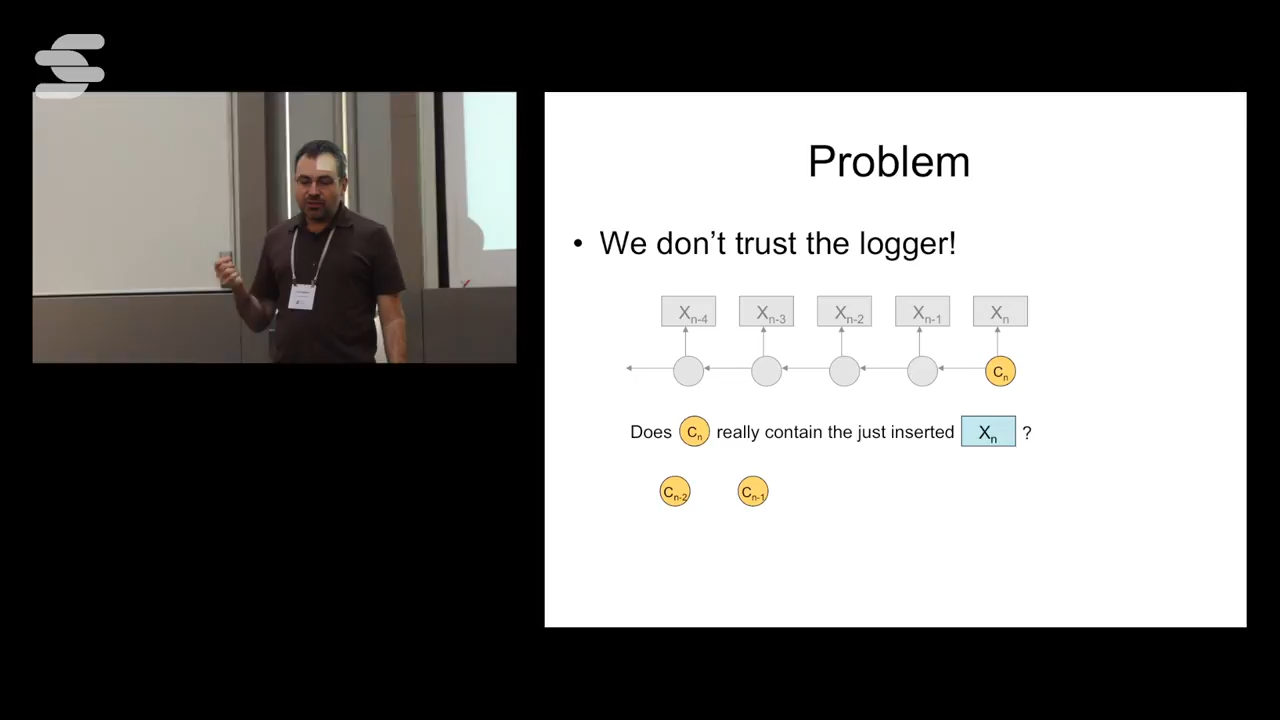 Problem
• We don't trust the logger!
Xn-4 Xn-3 Xn-2 Xn-1 Xn
Cn
Does Cn really contain the just inserted Xn ?
Cn-2 Cn-1